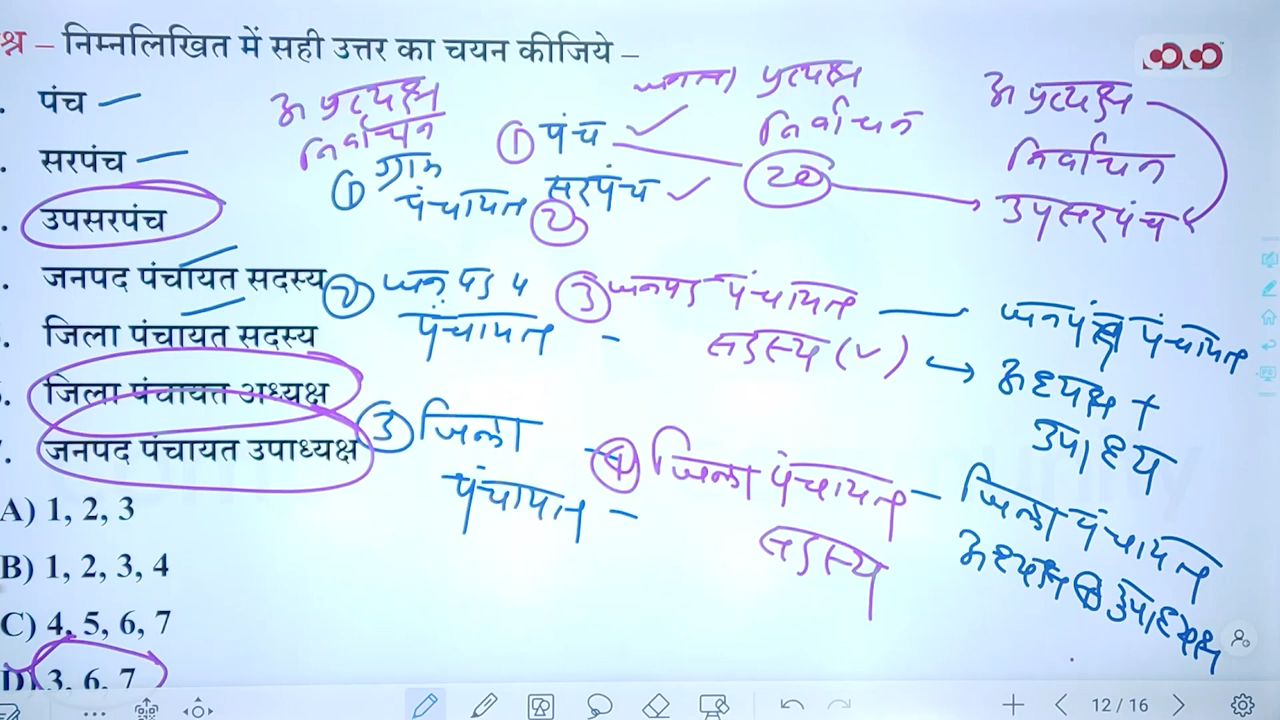 श्न – निम्नलिखित में सही उत्तर का चयन कीजिये –
. पंच
. सरपंच
. उपसरपंच
. जनपद पंचायत सदस्य
. जिला पंचायत सदस्य
. जिला पंचायत अध्यक्ष
. जनपद पंचायत उपाध्यक्ष
A) 1, 2, 3
B) 1, 2, 3, 4
C) 4, 5, 6, 7
D) 3, 6, 7
अप्रत्यक्ष
निर्वाचन
① ग्राम
पंचायत
② जनपद प
पंचायत –
③ जिला
पंचायत –
① पंच
सरपंच
②
③ जनपद पंचायत
सदस्य (✓)
④ जिला पंचायत –
सदस्य
जनता प्रत्यक्ष
निर्वाचन
20
अप्रत्यक्ष
निर्वाचन
उपसरपंच
जनपद पंचायत
→ अध्यक्ष +
उपाध्य
जिला पंचायत
अध्यक्ष + उपाध्यक्ष
12 / 16